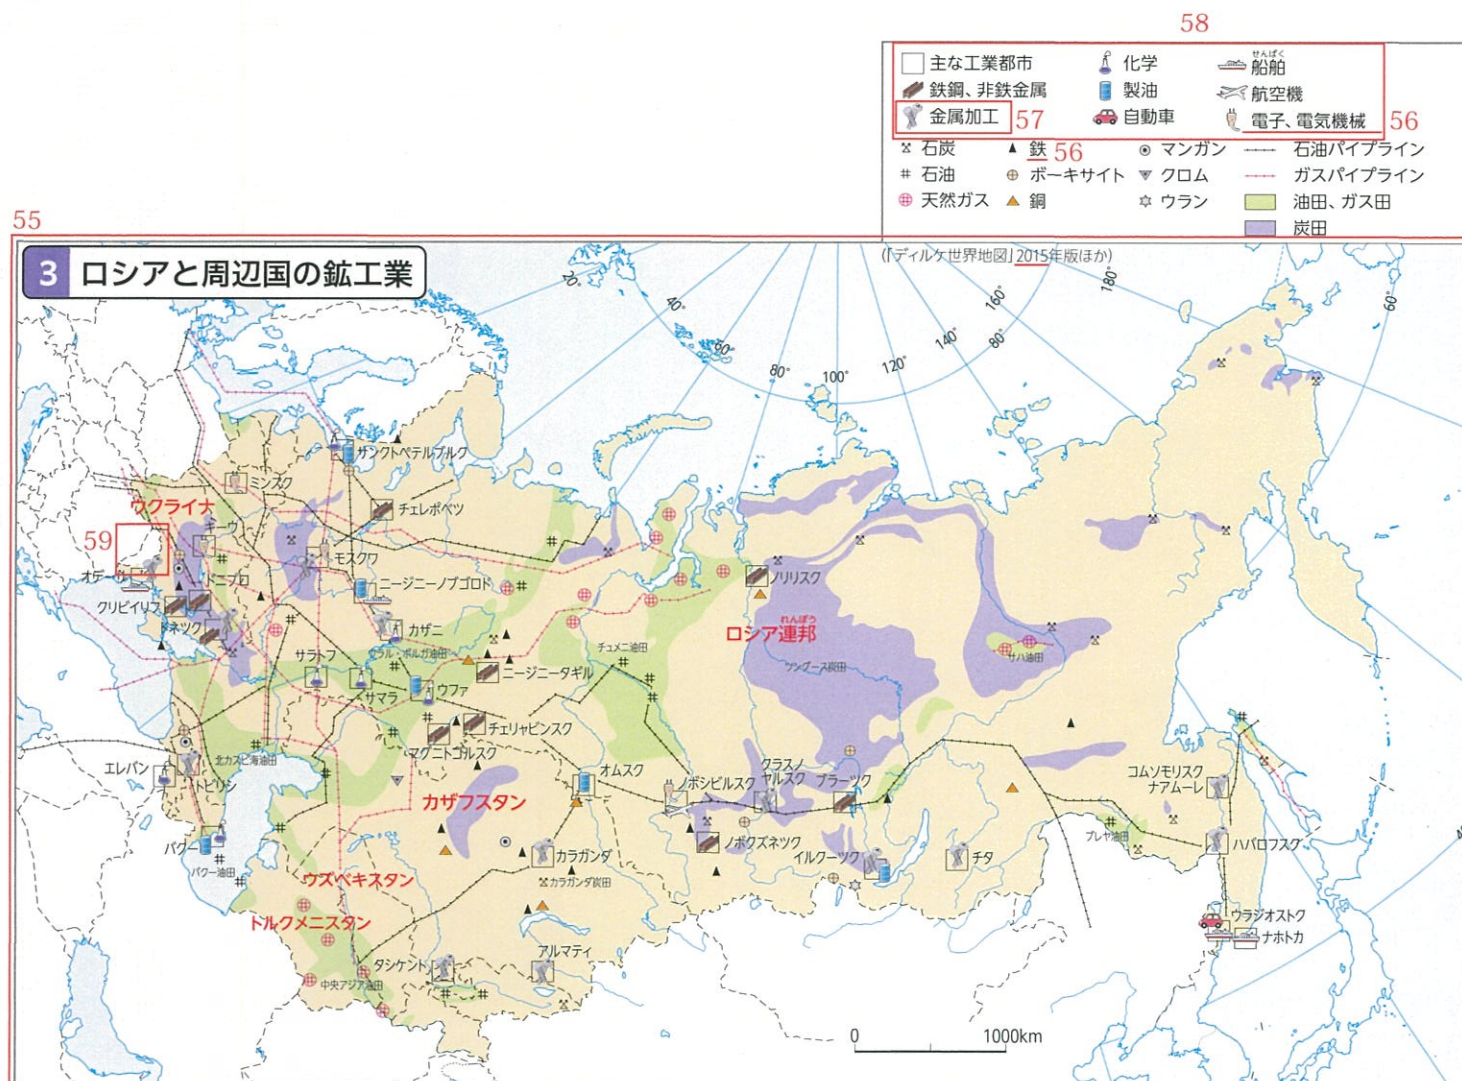 58
主な工業都市
化学
せんぱく
船舶
鉄鋼、非鉄金属
製油
航空機
金属加工
57
自動車
電子、電気機械
56
石炭
鉄
56
マンガン
石油パイプライン
石油
ボーキサイト
クロム
ガスパイプライン
天然ガス
銅
ウラン
油田、ガス田
炭田
55
3 ロシアと周辺国の鉱工業
(「ディルケ世界地図」2015年版ほか)
20°
40°
60°
80°
100°
120°
140°
80°
160°
180°
60°
サンクトペテルブルク
ミンスク
チェレポベツ
ウクライナ
キーウ
59
モスクワ
オデーサ
ドニプロ
ニージニーノブゴロド
クリビイリフ
ドネツク
カザニ
ノリリスク
れんぽう
ロシア連邦
サラトフ
ウラル・ボルガ油田
チュメニ油田
サハ油田
ツングース炭田
サマラ
ウファ
ニージニータギル
チェリャビンスク
マグニトゴルスク
北カスピ海油田
エレバン
トビリシ
オムスク
ノボシビルスク
クラスノ
ヤルスク
ブラーツク
コムソモリスク
ナアムーレ
カザフスタン
バクー
バクー油田
カラガンダ
カラガンダ炭田
ノボクズネツク
イルクーツク
チタ
ブレヤ油田
ハバロフスク
ウズベキスタン
トルクメニスタン
ウラジオストク
ナホトカ
タシケント
アルマティ
中央アジア油田
0
1000km